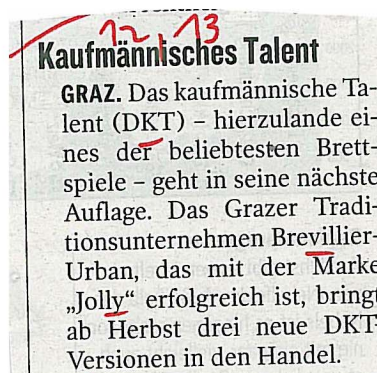 12, 13
Kaufmännisches Talent
GRAZ. Das kaufmännische Ta-
lent (DKT) – hierzulande ei-
nes der beliebtesten Brett-
spiele – geht in seine nächste
Auflage. Das Grazer Tradi-
tionsunternehmen Brevillier-
Urban, das mit der Marke
„Jolly“ erfolgreich ist, bringt
ab Herbst drei neue DKT-
Versionen in den Handel.